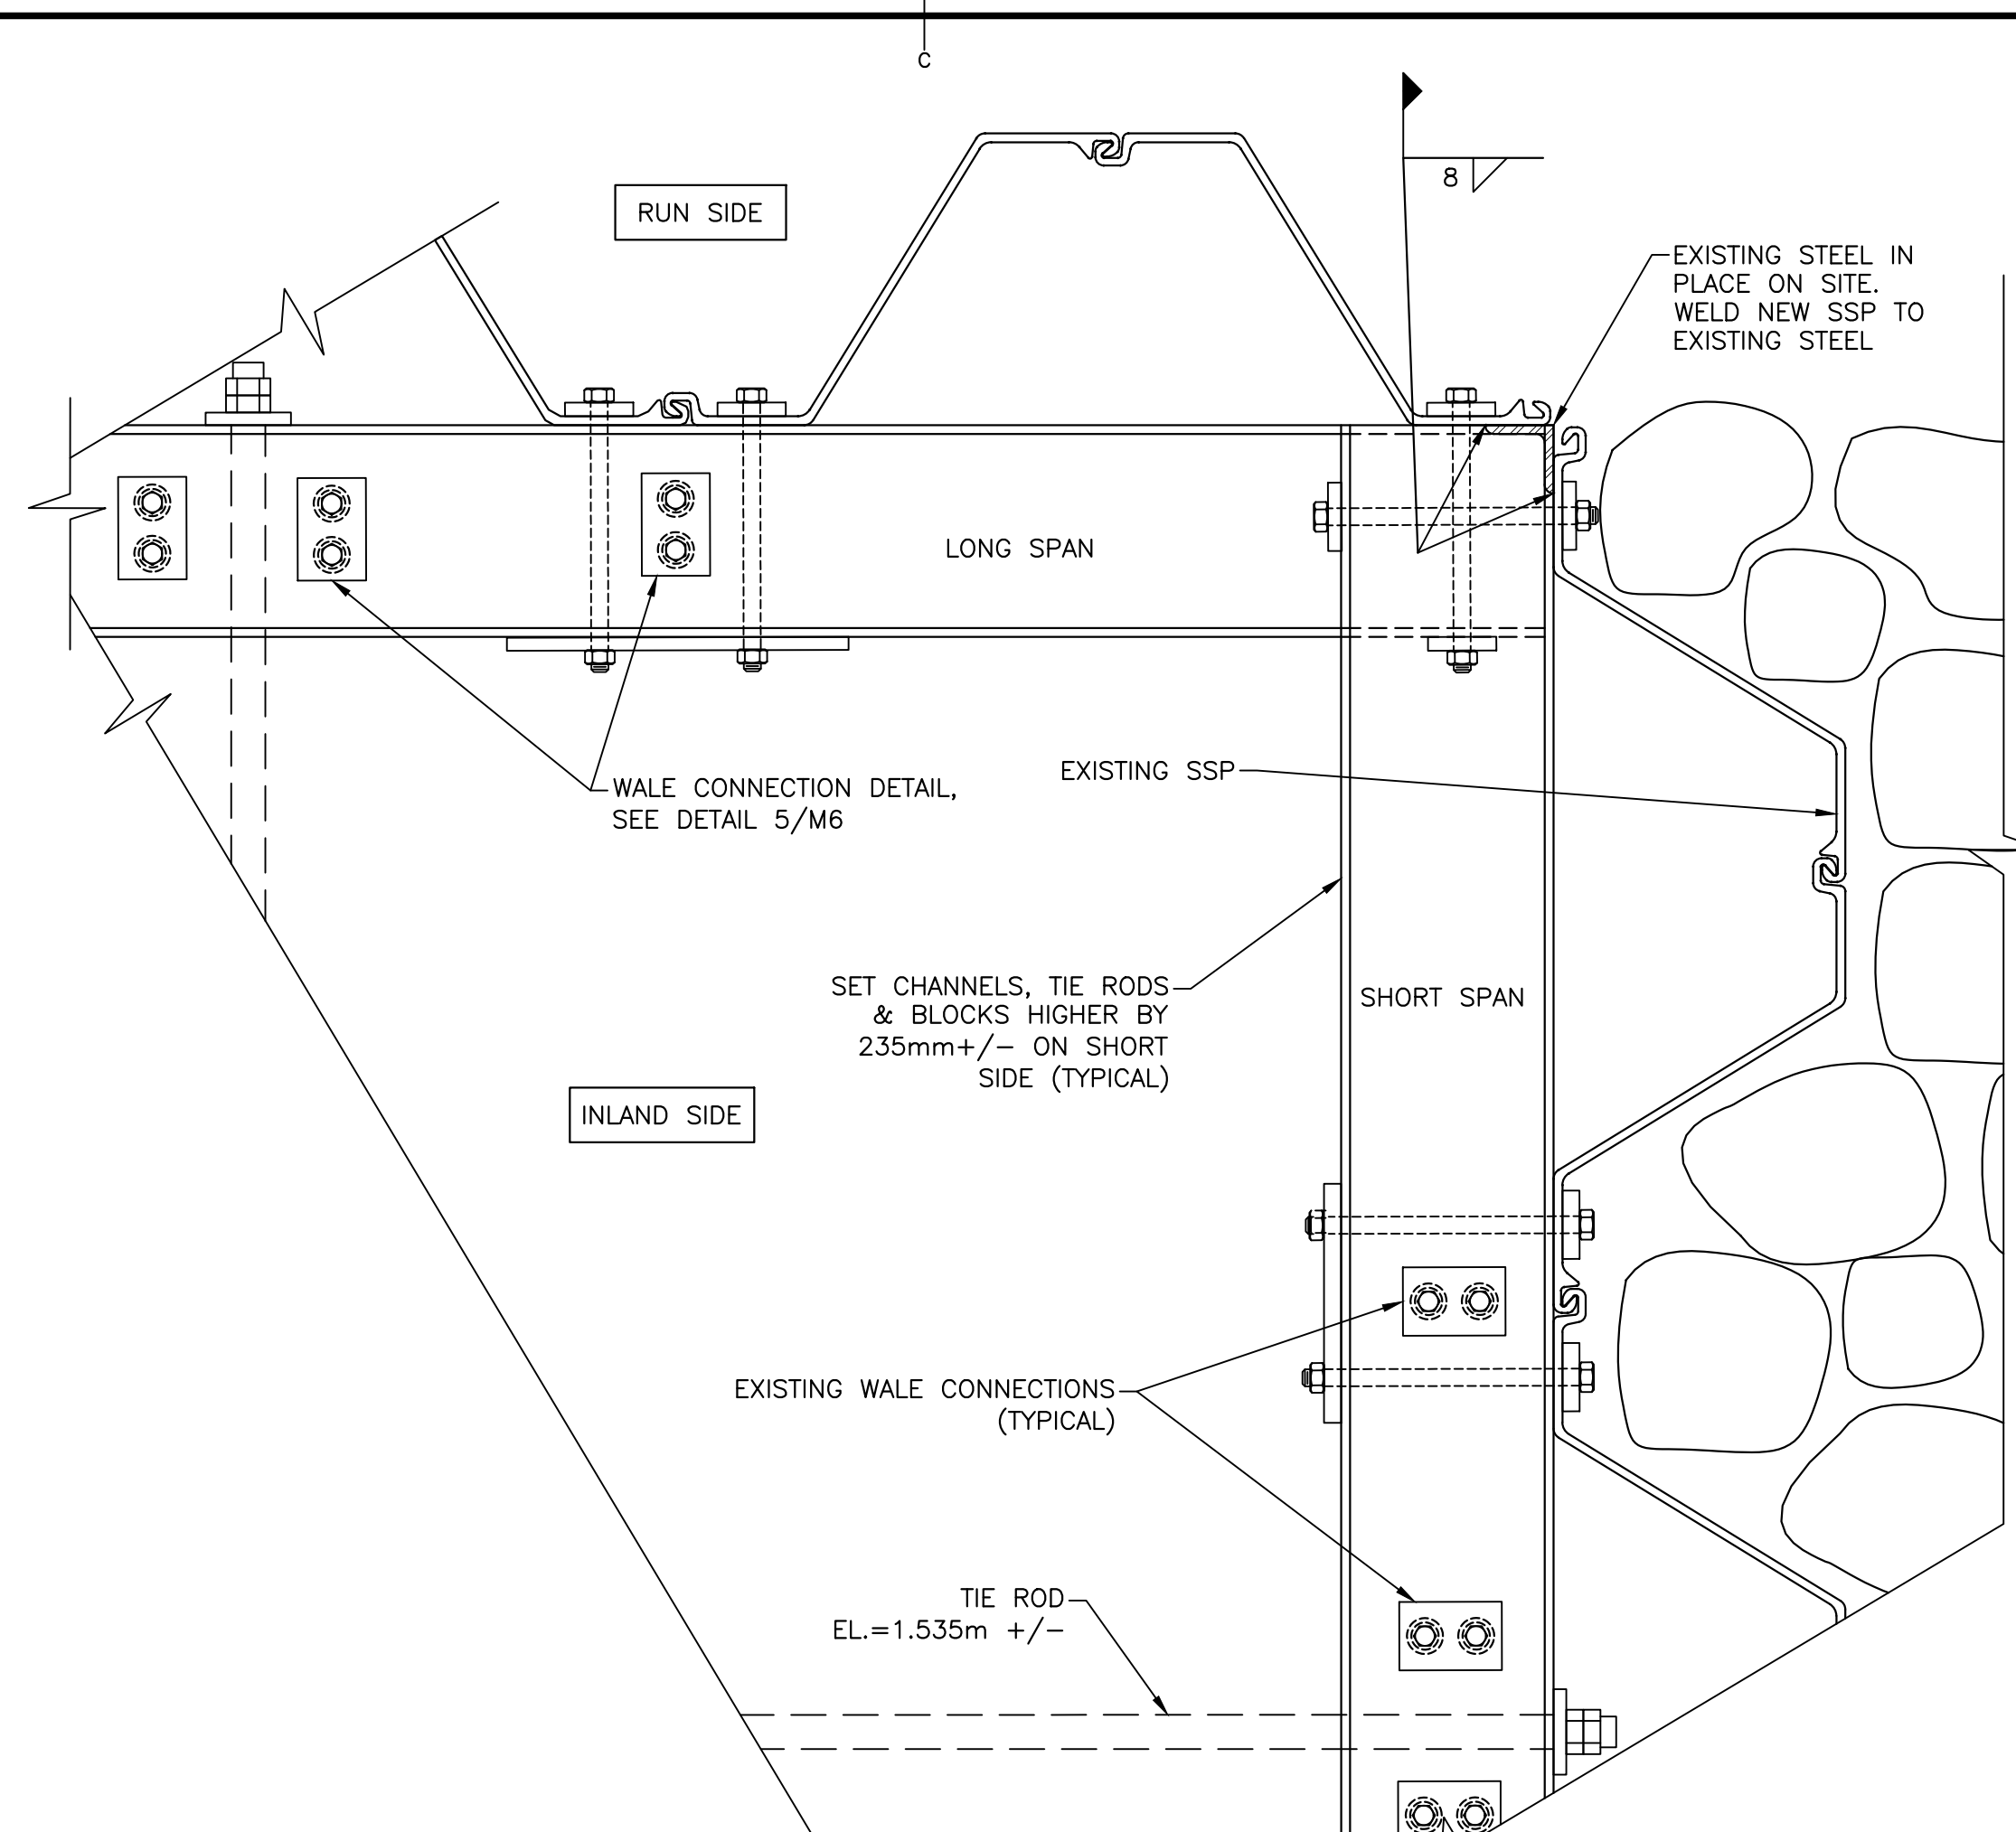 C
8
RUN SIDE
EXISTING STEEL IN
PLACE ON SITE.
WELD NEW SSP TO
EXISTING STEEL
LONG SPAN
EXISTING SSP
WALE CONNECTION DETAIL,
SEE DETAIL 5/M6
SET CHANNELS, TIE RODS
& BLOCKS HIGHER BY
235mm+/- ON SHORT
SIDE (TYPICAL)
SHORT SPAN
INLAND SIDE
EXISTING WALE CONNECTIONS
(TYPICAL)
TIE ROD
EL.=1.535m +/-